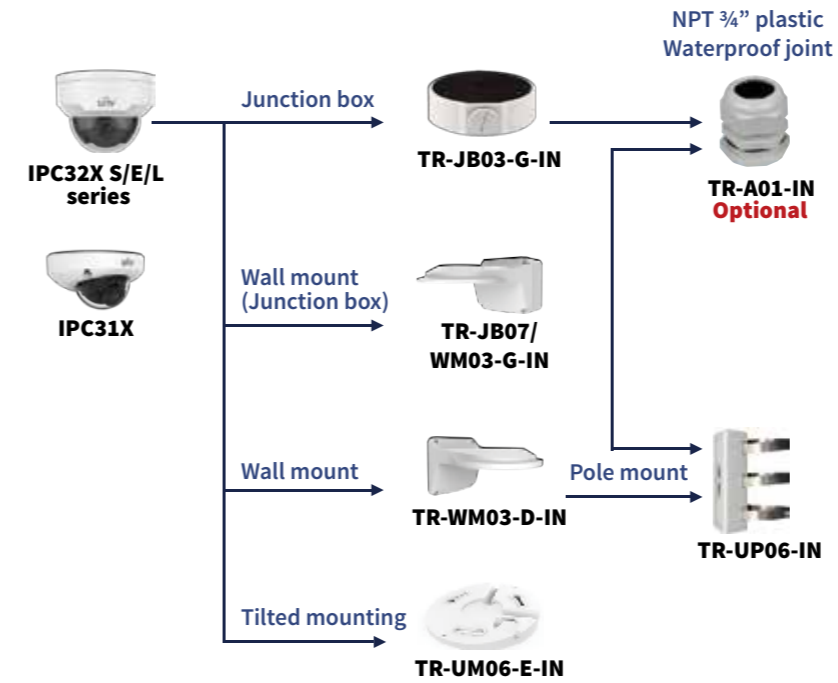 NPT ¾” plastic
Waterproof joint
Junction box
IPC32X S/E/L
series
TR-JB03-G-IN
TR-A01-IN
Optional
Wall mount
(Junction box)
IPC31X
TR-JB07/
WM03-G-IN
Wall mount
Pole mount
TR-WM03-D-IN
TR-UP06-IN
Tilted mounting
TR-UM06-E-IN